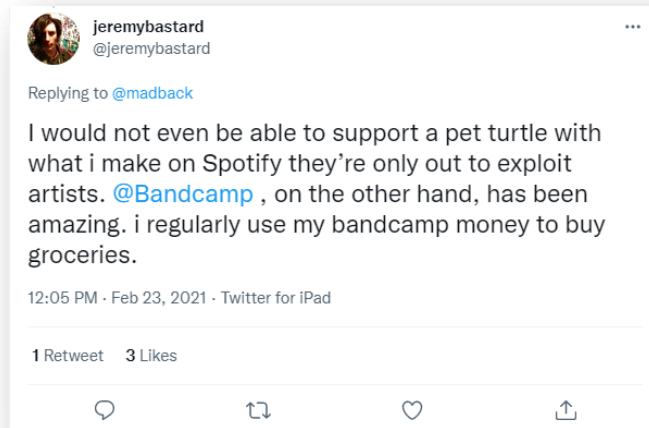 jeremybastard
@jeremybastard
Replying to @madback
I would not even be able to support a pet turtle with
what i make on Spotify they’re only out to exploit
artists. @Bandcamp , on the other hand, has been
amazing. i regularly use my bandcamp money to buy
groceries.
12:05 PM · Feb 23, 2021 · Twitter for iPad
1 Retweet 3 Likes